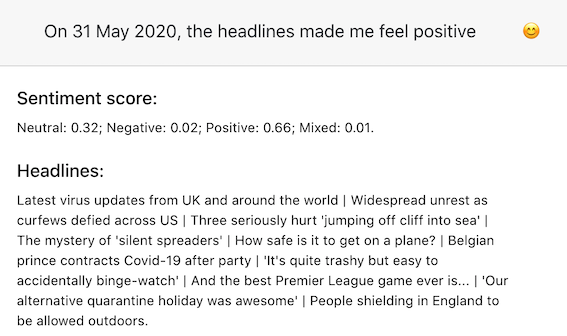 On 31 May 2020, the headlines made me feel positive 😊
Sentiment score:
Neutral: 0.32; Negative: 0.02; Positive: 0.66; Mixed: 0.01.
Headlines:
Latest virus updates from UK and around the world | Widespread unrest as
curfews defied across US | Three seriously hurt 'jumping off cliff into sea' |
The mystery of 'silent spreaders' | How safe is it to get on a plane? | Belgian
prince contracts Covid-19 after party | 'It's quite trashy but easy to
accidentally binge-watch' | And the best Premier League game ever is... | 'Our
alternative quarantine holiday was awesome' | People shielding in England to
be allowed outdoors.